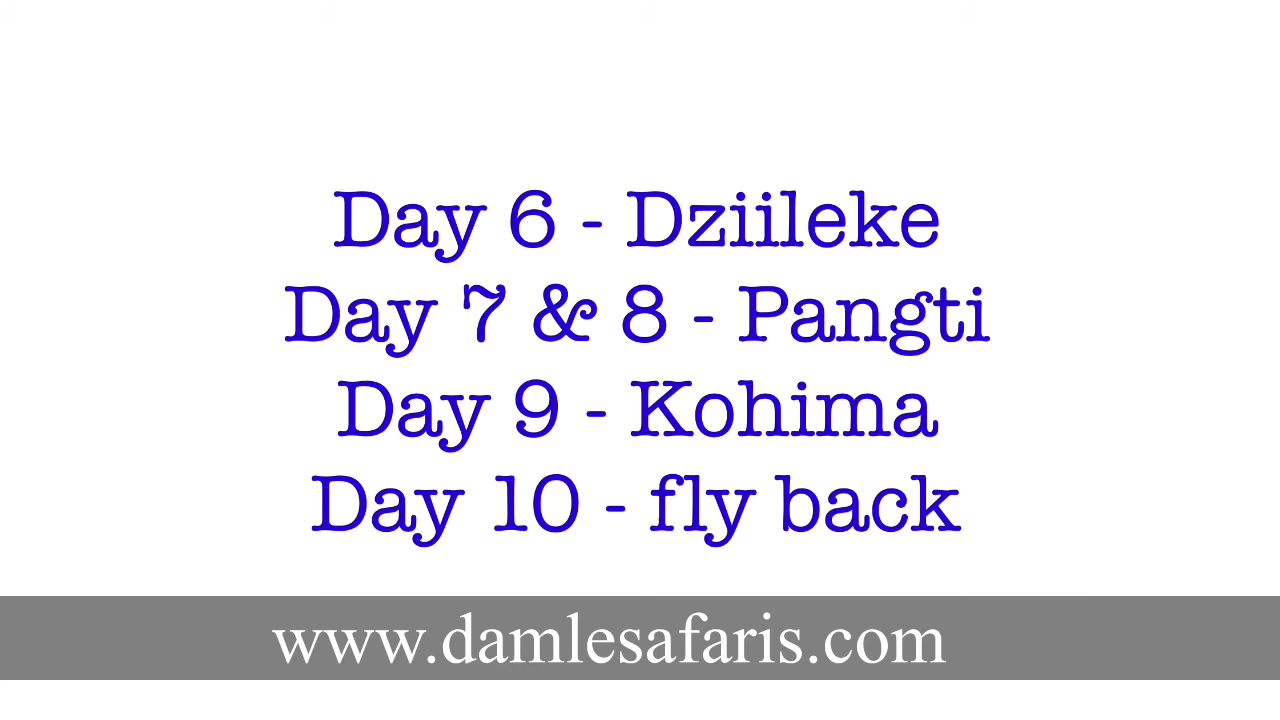 Day 6 - Dziileke
Day 7 & 8 - Pangti
Day 9 - Kohima
Day 10 - fly back
www.damlesafaris.com